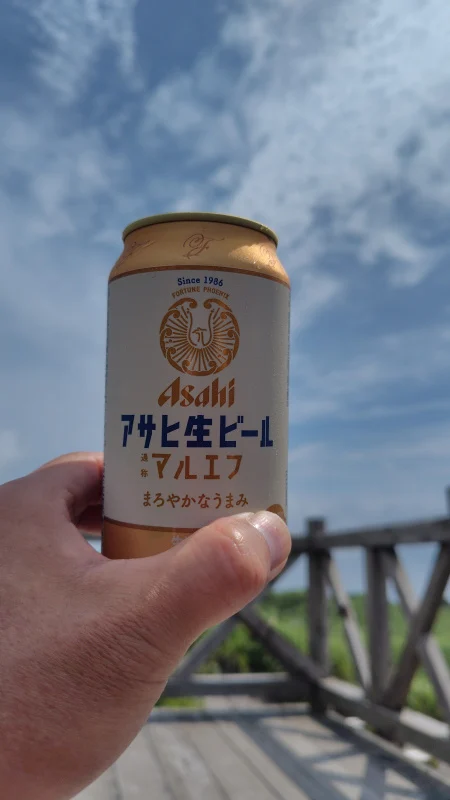 Since 1986
FORTUNE PHOENIX
Asahi
アサヒ生ビール
通称 マルエフ
まろやかなうまみ